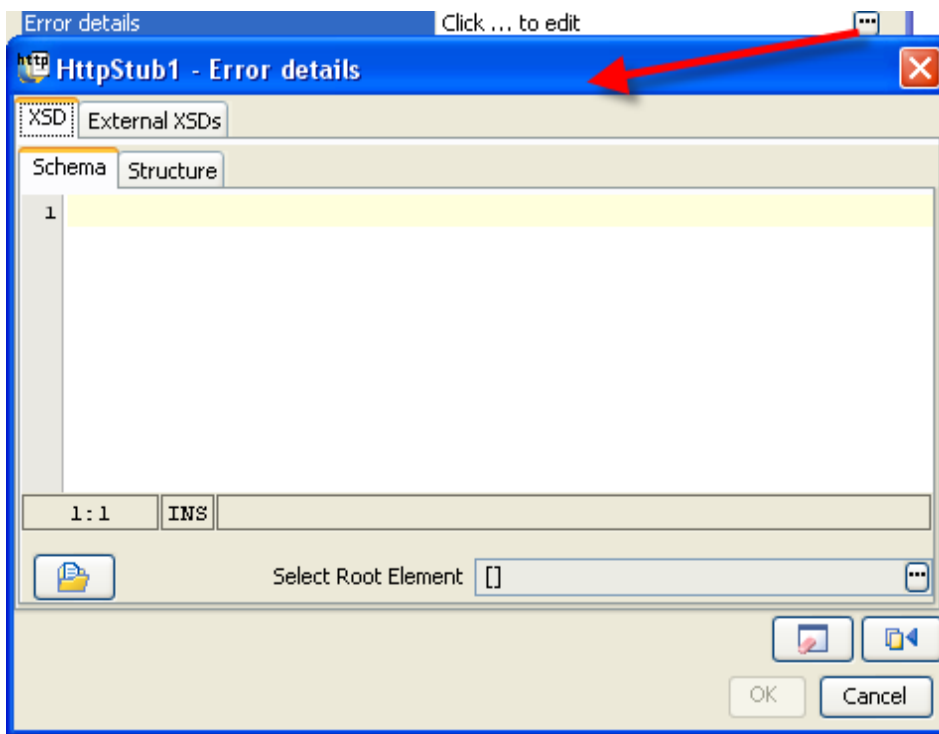 Error details Click ... to edit
http HttpStub1 - Error details
XSD External XSDs
Schema Structure
1
1:1 INS
Select Root Element []
OK Cancel